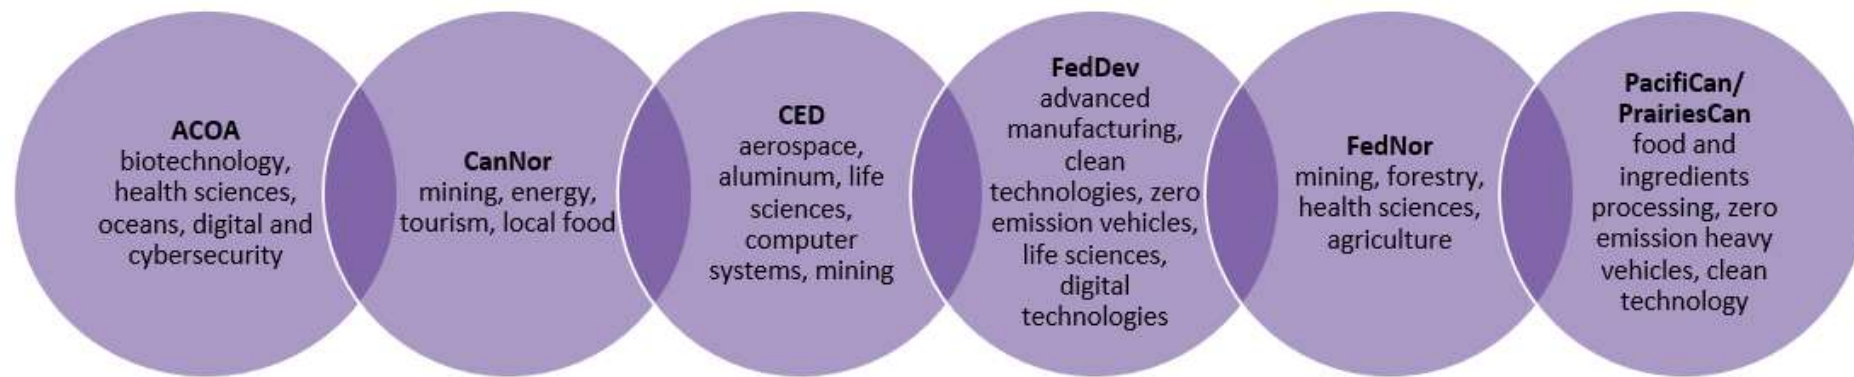 ACOA
biotechnology,
health sciences,
oceans, digital and
cybersecurity
CanNor
mining, energy,
tourism, local food
CED
aerospace,
aluminum, life
sciences,
computer
systems, mining
FedDev
advanced
manufacturing,
clean
technologies, zero
emission vehicles,
life sciences,
digital
technologies
FedNor
mining, forestry,
health sciences,
agriculture
PacifiCan/
PrairiesCan
food and
ingredients
processing, zero
emission heavy
vehicles, clean
technology